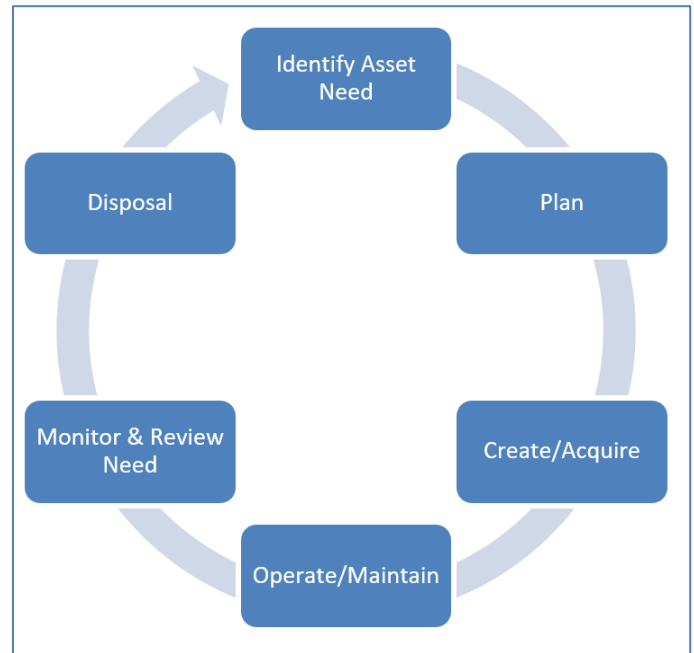 Identify Asset
Need
Plan
Create/Acquire
Operate/Maintain
Monitor & Review
Need
Disposal